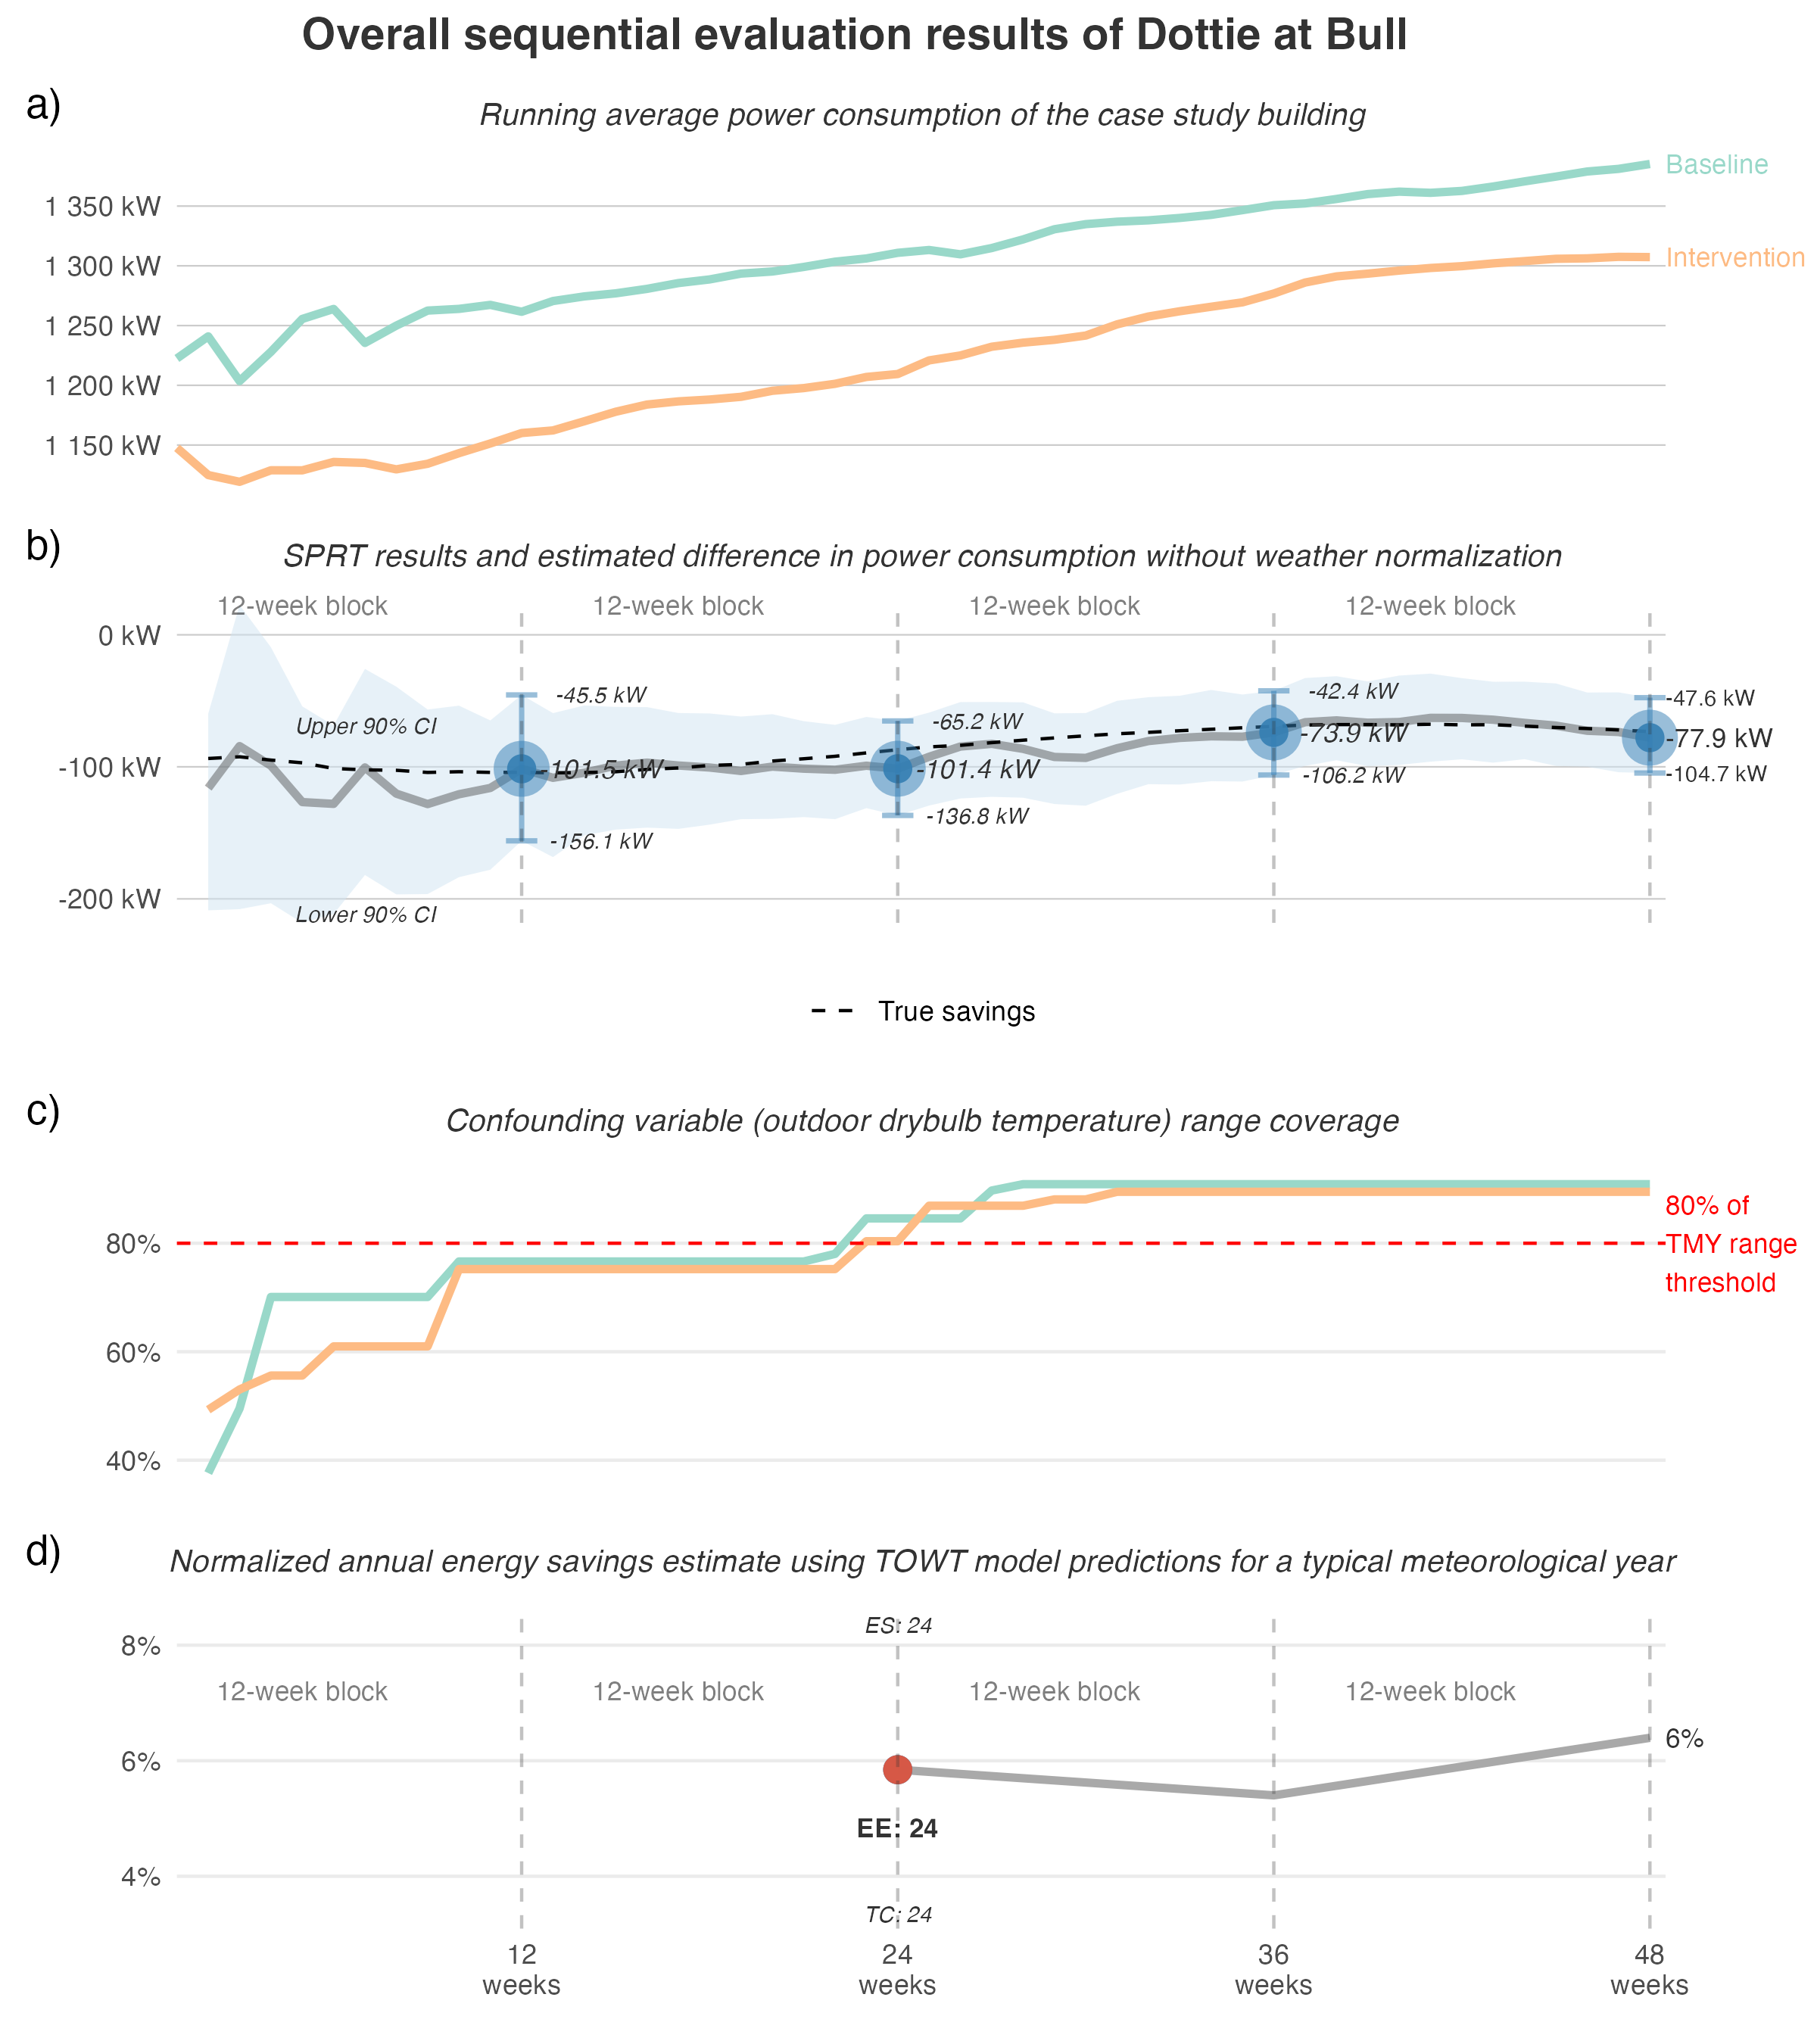 Overall sequential evaluation results of Dottie at Bull
a)
Running average power consumption of the case study building
Baseline
1 350 kW
1 300 kW
Intervention
1 250 kW
1 200 kW
1 150 kW
b)
SPRT results and estimated difference in power consumption without weather normalization
12-week block
12-week block
12-week block
12-week block
0 kW
-45.5 kW
-65.2 kW
-42.4 kW
-47.6 kW
Upper 90% CI
-100 kW
-101.5 kW
-101.4 kW
-73.9 kW
-77.9 kW
-156.1 kW
-136.8 kW
-106.2 kW
-104.7 kW
-200 kW
Lower 90% CI
True savings
c)
Confounding variable (outdoor drybulb temperature) range coverage
80% of
TMY range
threshold
80%
60%
40%
d)
Normalized annual energy savings estimate using TOWT model predictions for a typical meteorological year
ES: 24
8%
12-week block
12-week block
12-week block
12-week block
6%
6%
EE: 24
4%
TC: 24
12
weeks
24
weeks
36
weeks
48
weeks